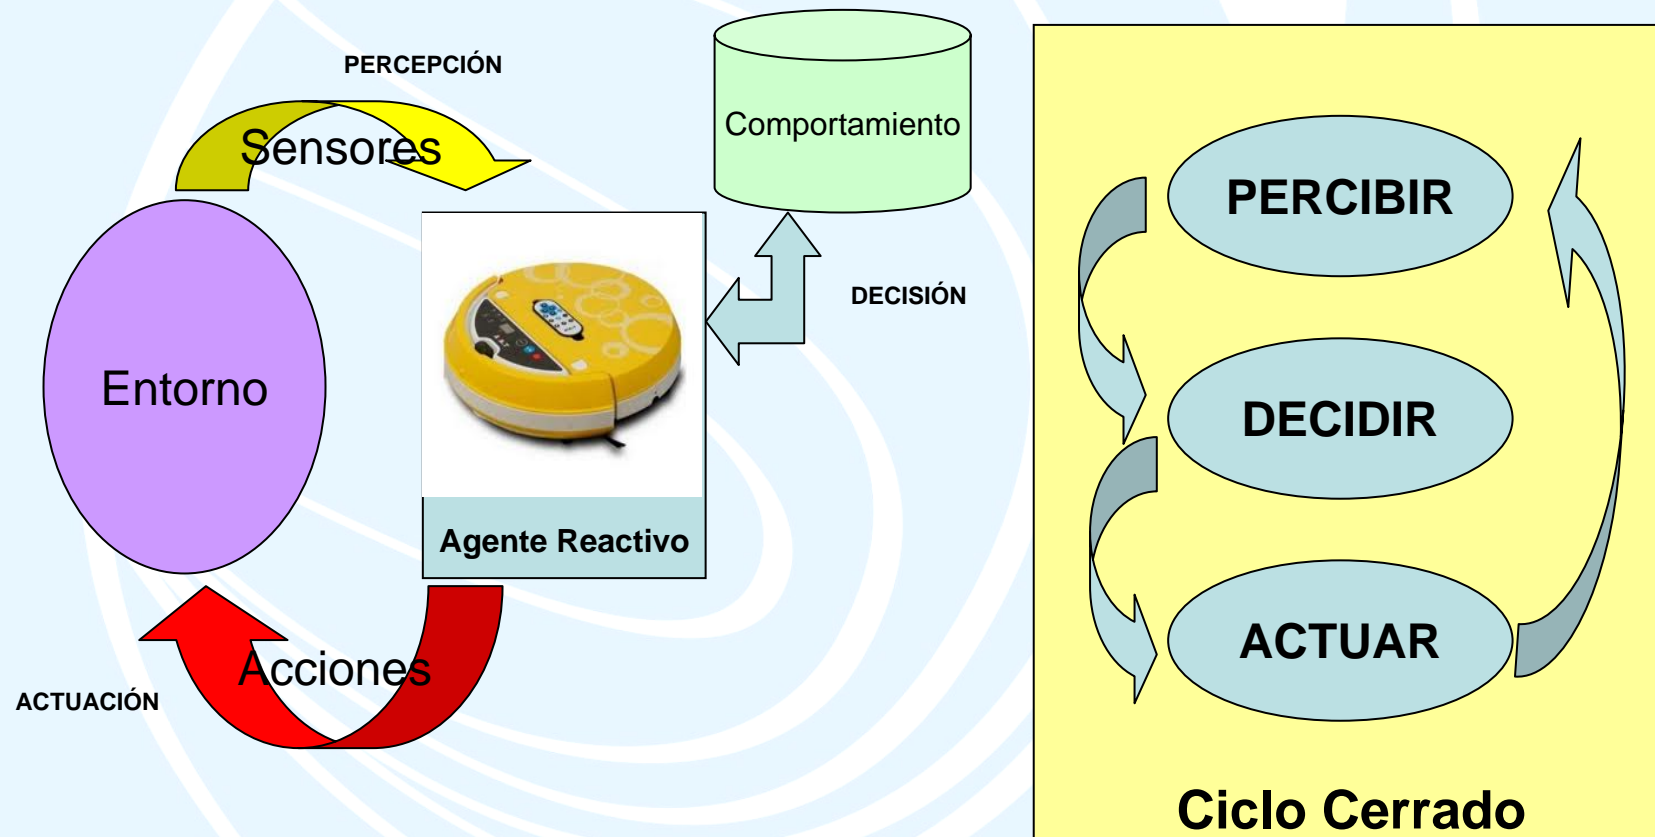 PERCEPCIÓN
Sensores
Comportamiento
DECISIÓN
Entorno
Agente Reactivo
Acciones
ACTUACIÓN
PERCIBIR
DECIDIR
ACTUAR
Ciclo Cerrado